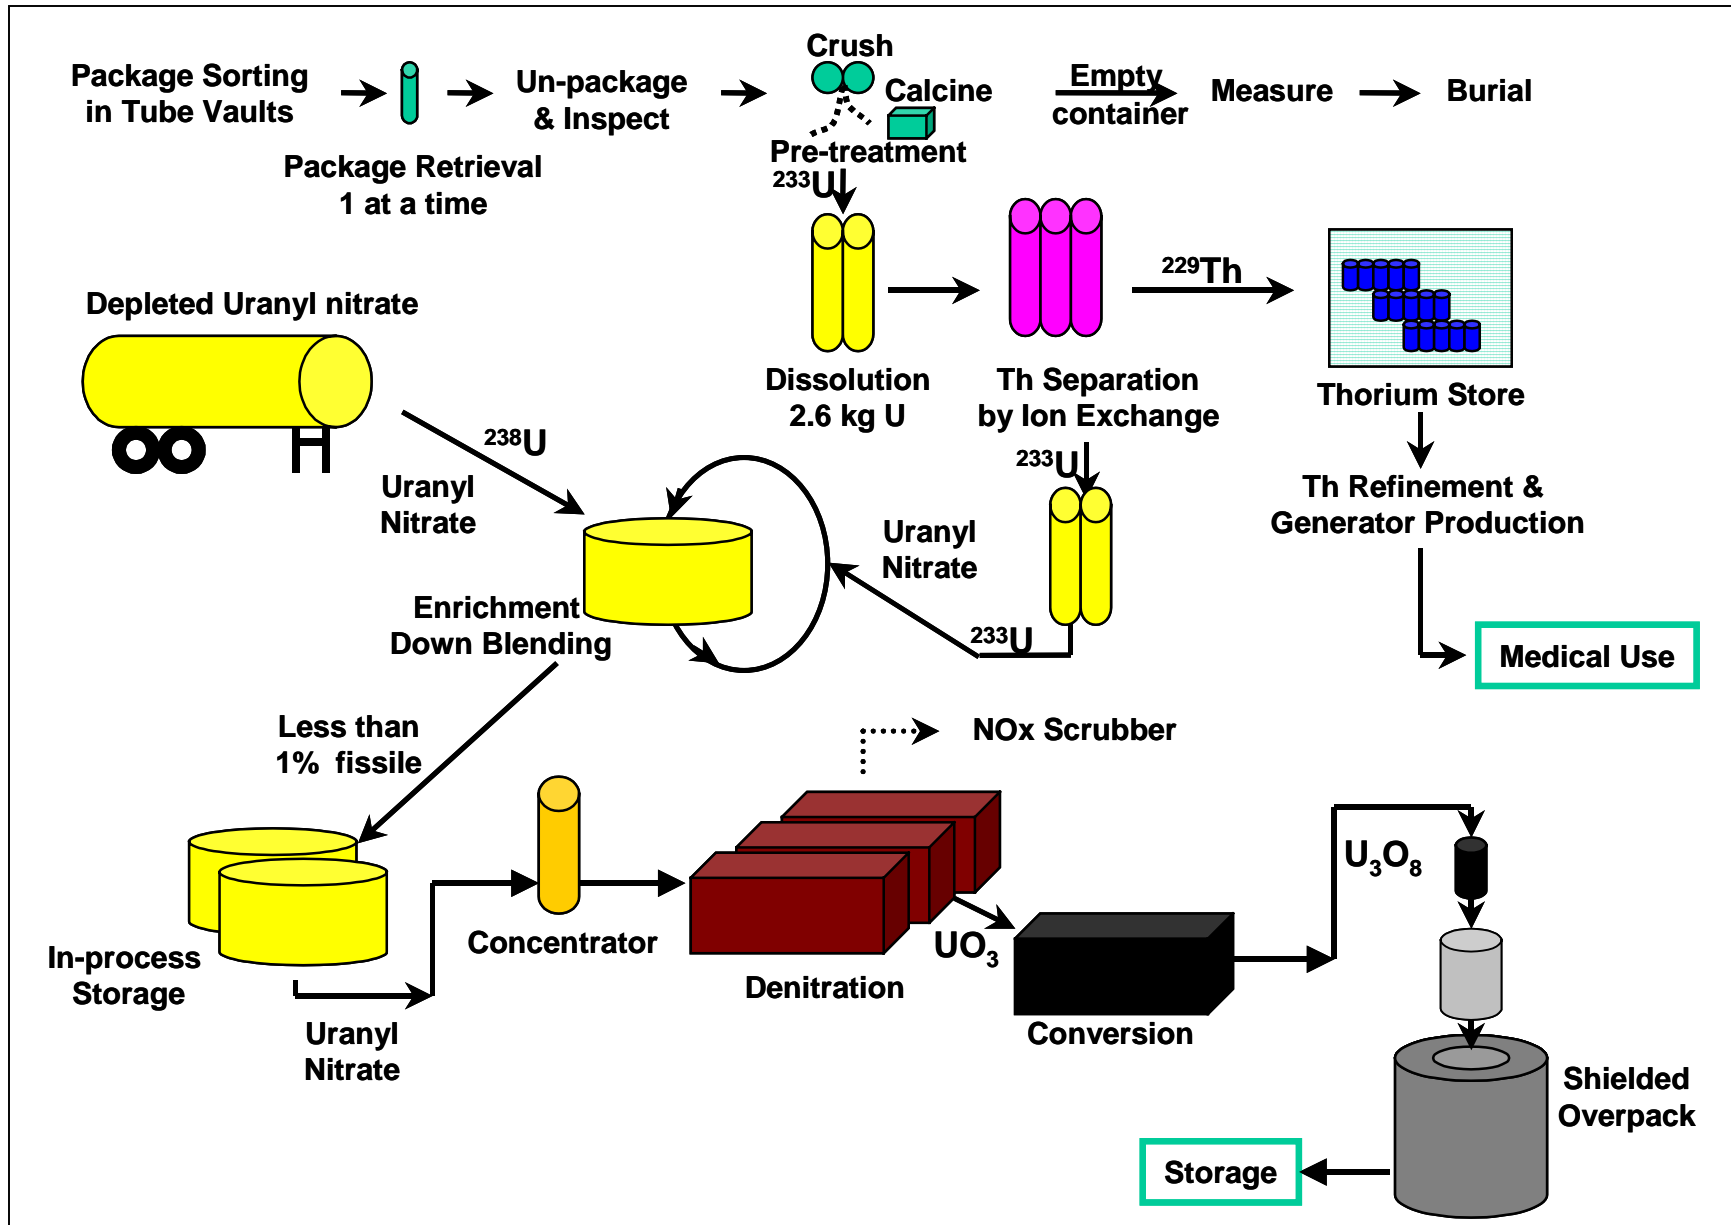 Package Sorting
in Tube Vaults
Package Retrieval
1 at a time
Un-package
& Inspect
Crush
Calcine
Pre-treatment
Empty
container
Measure
Burial
²³³U
Dissolution
2.6 kg U
Th Separation
by Ion Exchange
²²⁹Th
Thorium Store
Th Refinement &
Generator Production
Medical Use
Depleted Uranyl nitrate
²³⁸U
Uranyl
Nitrate
²³³U
Uranyl
Nitrate
²³³U
Enrichment
Down Blending
Less than
1% fissile
In-process
Storage
Uranyl
Nitrate
Concentrator
NOx Scrubber
Denitration
UO₃
Conversion
U₃O₈
Shielded
Overpack
Storage